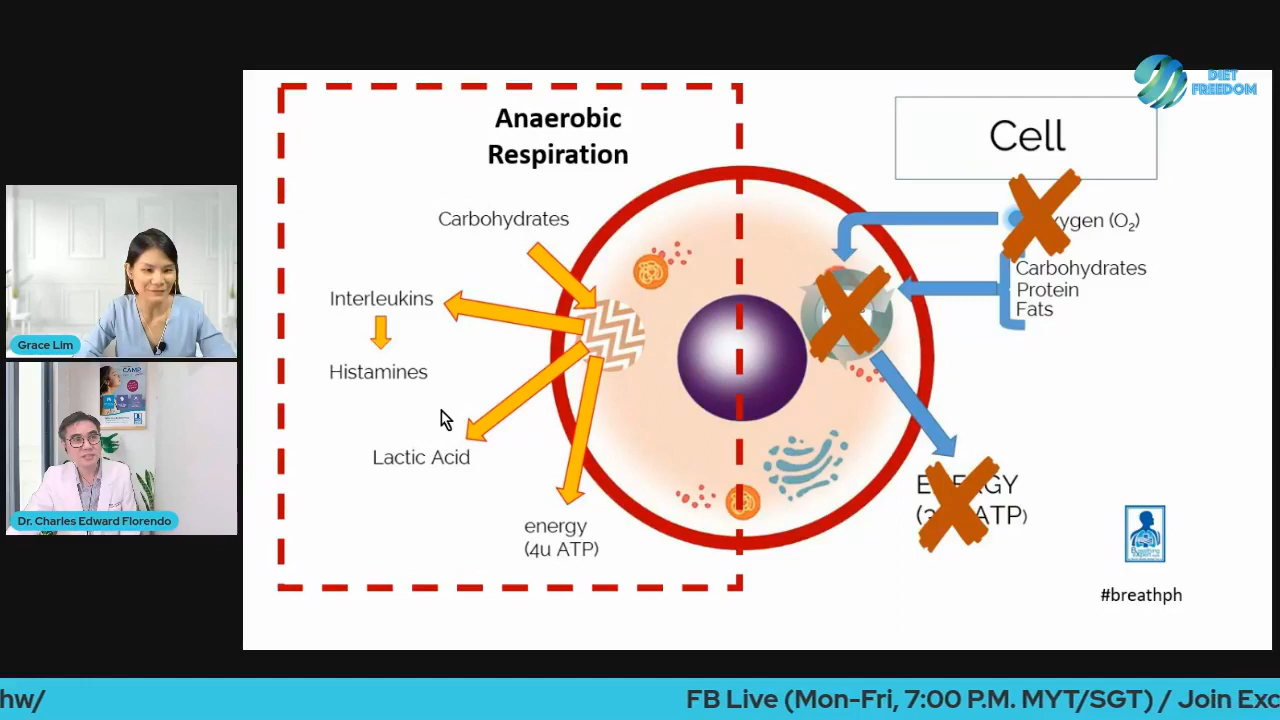 DIET
FREEDOM
Anaerobic
Respiration
Cell
Carbohydrates
Oxygen (O₂)
Carbohydrates
Protein
Fats
Interleukins
Histamines
Lactic Acid
energy
(4u ATP)
ENERGY
ATP)
#breathph
Grace Lim
Dr. Charles Edward Florendo
hw/
FB Live (Mon-Fri, 7:00 P.M. MYT/SGT) / Join Exc